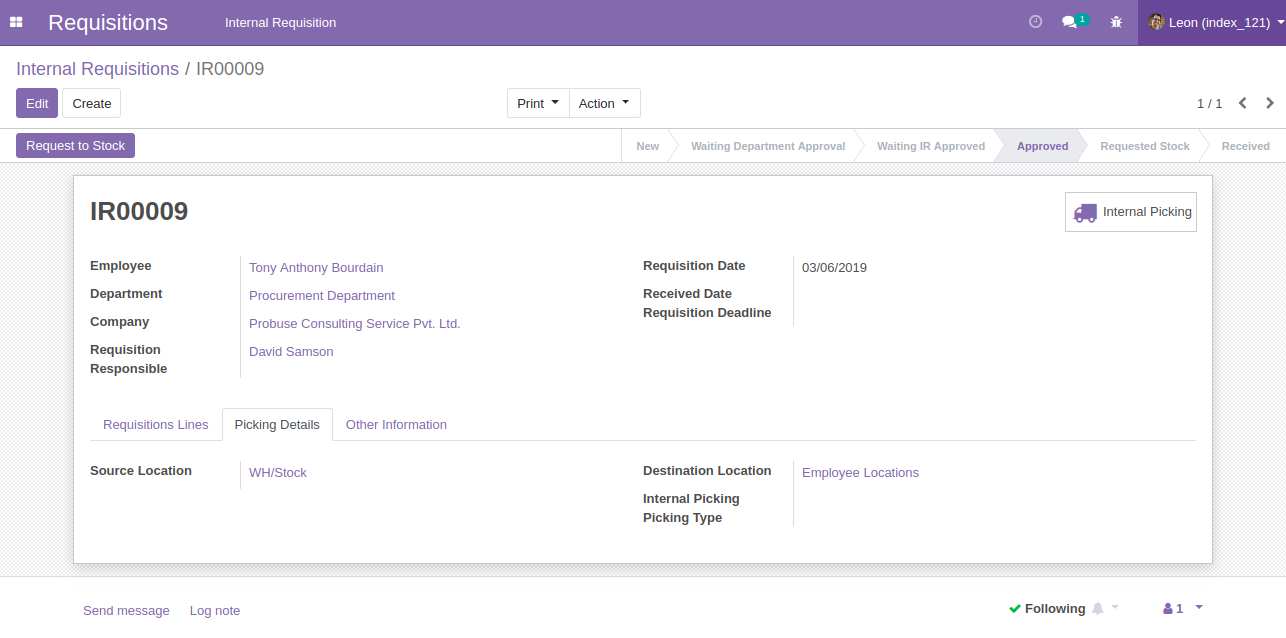 Requisitions Internal Requisition 1 Leon (index_121)
Internal Requisitions / IR00009
Edit Create Print Action 1 / 1
Request to Stock New Waiting Department Approval Waiting IR Approved Approved Requested Stock Received
IR00009 Internal Picking
Employee Tony Anthony Bourdain Requisition Date 03/06/2019
Department Procurement Department Received Date
Company Probuse Consulting Service Pvt. Ltd. Requisition Deadline
Requisition David Samson
Responsible
Requisitions Lines Picking Details Other Information
Source Location WH/Stock Destination Location Employee Locations
Internal Picking
Picking Type
Send message Log note Following 1